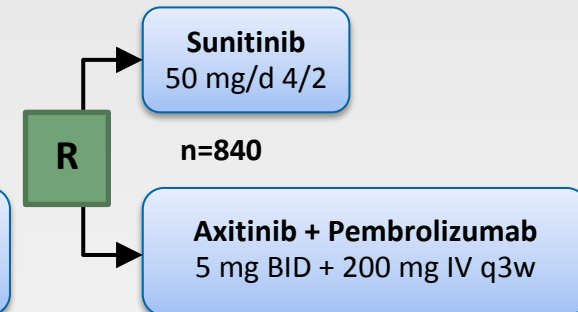 Sunitinib
50 mg/d 4/2
R
n=840
Axitinib + Pembrolizumab
5 mg BID + 200 mg IV q3w